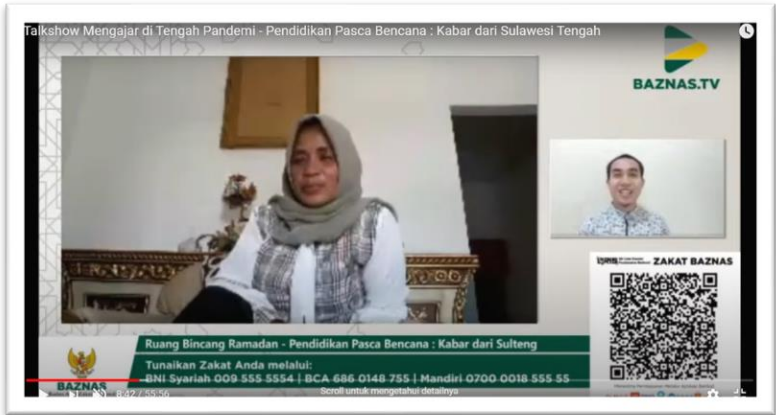 Talkshow Mengajar di Tengah Pandemi - Pendidikan Pasca Bencana : Kabar dari Sulawesi Tengah
BAZNAS.TV
ZAKAT BAZNAS
Ruang Bincang Ramadan - Pendidikan Pasca Bencana : Kabar dari Sulteng
Tunaikan Zakat Anda melalui:
BNI Syariah 009 555 5554 | BCA 686 0148 755 | Mandiri 0700 0018 555 55
BAZNAS
8:42 / 55:56
Scroll untuk mengetahui detailnya